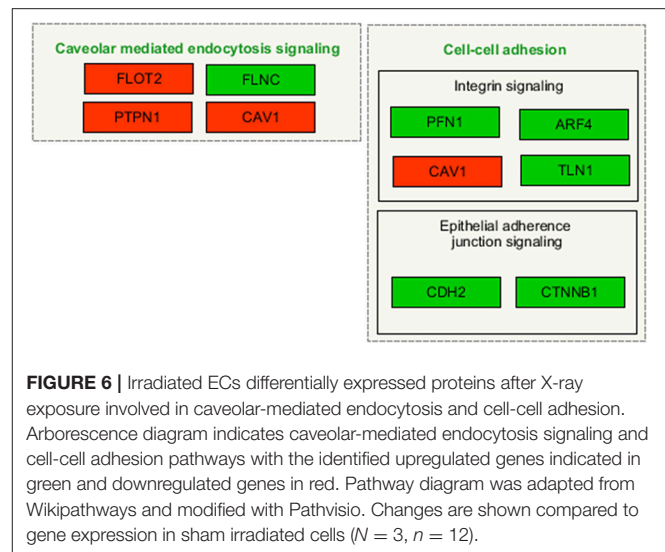 Caveolar mediated endocytosis signaling
FLOT2 FLNC
PTPN1 CAV1
Cell-cell adhesion
Integrin signaling
PFN1 ARF4
CAV1 TLN1
Epithelial adherence
junction signaling
CDH2 CTNNB1
FIGURE 6 | Irradiated ECs differentially expressed proteins after X-ray
exposure involved in caveolar-mediated endocytosis and cell-cell adhesion.
Arborescence diagram indicates caveolar-mediated endocytosis signaling and
cell-cell adhesion pathways with the identified upregulated genes indicated in
green and downregulated genes in red. Pathway diagram was adapted from
Wikipathways and modified with Pathvisio. Changes are shown compared to
gene expression in sham irradiated cells (N = 3, n = 12).